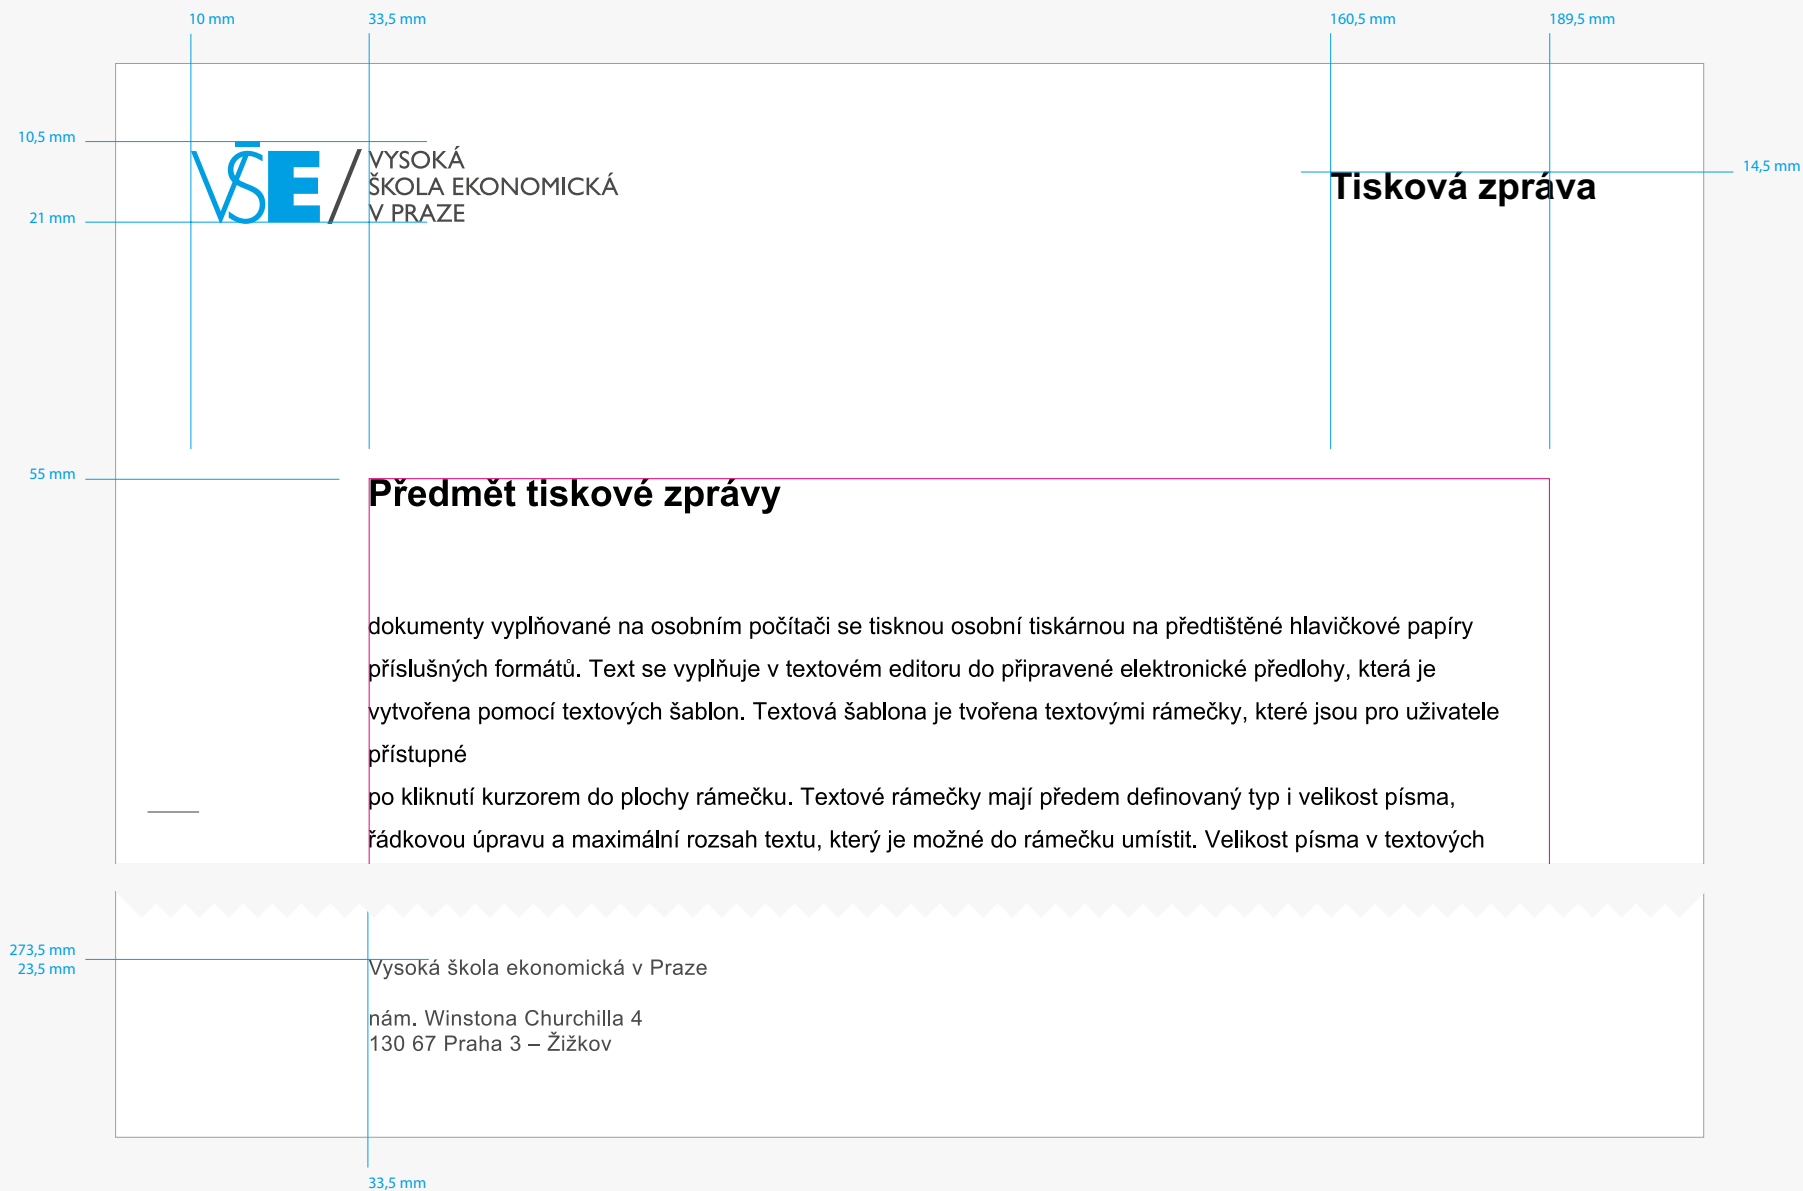 10 mm
33,5 mm
160,5 mm
189,5 mm
10,5 mm
VŠE / VYSOKÁ
ŠKOLA EKONOMICKÁ
V PRAZE
14,5 mm
Tisková zpráva
21 mm
55 mm
Předmět tiskové zprávy
dokumenty vyplňované na osobním počítači se tisknou osobní tiskárnou na předtištěné hlavičkové papíry
příslušných formátů. Text se vyplňuje v textovém editoru do připravené elektronické předlohy, která je
vytvořena pomocí textových šablon. Textová šablona je tvořena textovými rámečky, které jsou pro uživatele
přístupné
po kliknutí kurzorem do plochy rámečku. Textové rámečky mají předem definovaný typ i velikost písma,
řádkovou úpravu a maximální rozsah textu, který je možné do rámečku umístit. Velikost písma v textových
273,5 mm
23,5 mm
Vysoká škola ekonomická v Praze
nám. Winstona Churchilla 4
130 67 Praha 3 – Žižkov
33,5 mm